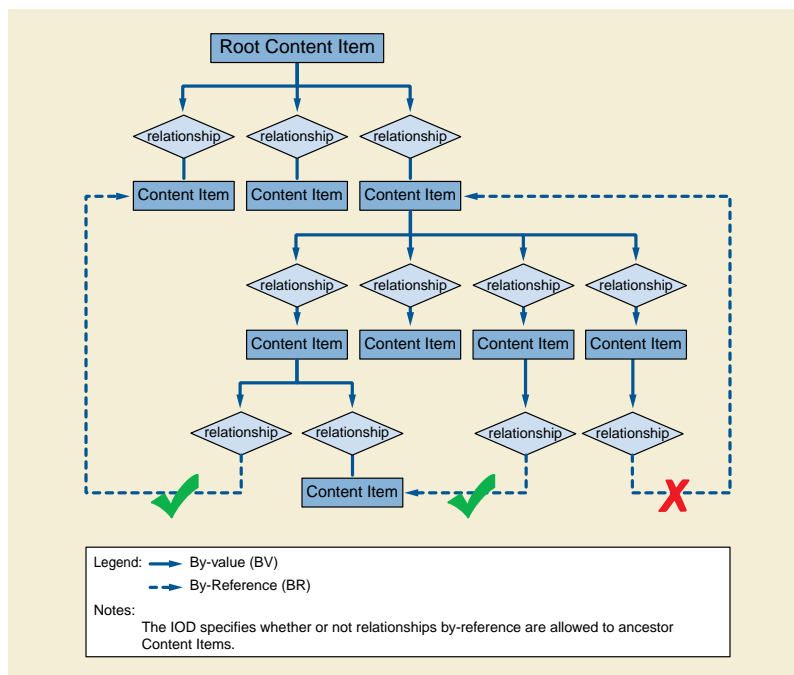 Root Content Item
relationship
relationship
relationship
Content Item
Content Item
Content Item
relationship
relationship
relationship
relationship
Content Item
Content Item
Content Item
Content Item
relationship
relationship
relationship
relationship
Content Item
X
Legend:
By-value (BV)
By-Reference (BR)
Notes:
The IOD specifies whether or not relationships by-reference are allowed to ancestor
Content Items.